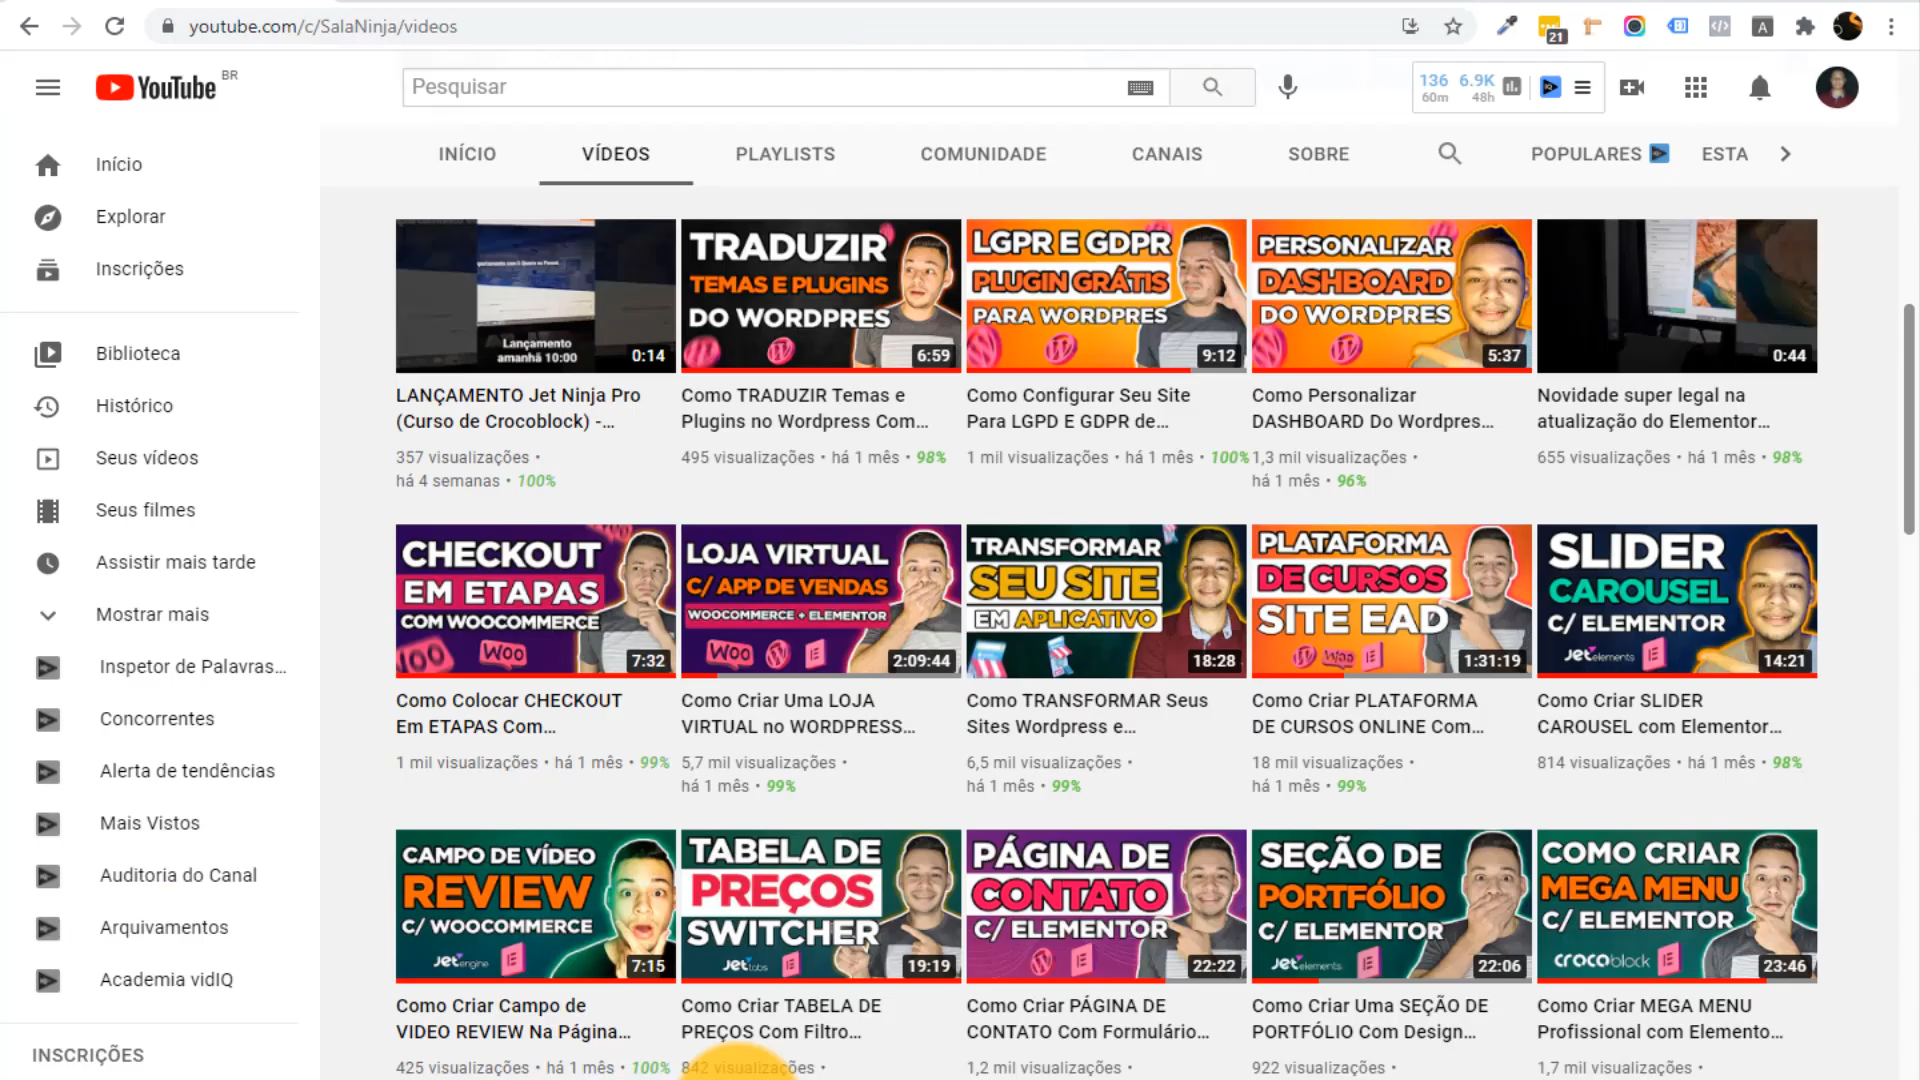 youtube.com/c/SalaNinja/videos
21
A
YouTube BR
Pesquisar
136 6.9K
60m 48h
INÍCIO VÍDEOS PLAYLISTS COMUNIDADE CANAIS SOBRE POPULARES ESTA
Início
Explorar
Inscrições
Biblioteca
Histórico
Seus vídeos
Seus filmes
Assistir mais tarde
Mostrar mais
Inspetor de Palavras...
Concorrentes
Alerta de tendências
Mais Vistos
Auditoria do Canal
Arquivamentos
Academia vidIQ
INSCRIÇÕES
Lançamento
amanhã 10:00
0:14
LANÇAMENTO Jet Ninja Pro
(Curso de Crocoblock) -...
357 visualizações •
há 4 semanas • 100%
TRADUZIR
TEMAS E PLUGINS
DO WORDPRES
6:59
Como TRADUZIR Temas e
Plugins no Wordpress Com...
495 visualizações • há 1 mês • 98%
LGPR E GDPR
PLUGIN GRÁTIS
PARA WORDPRES
9:12
Como Configurar Seu Site
Para LGPD E GDPR de...
1 mil visualizações • há 1 mês • 100%
PERSONALIZAR
DASHBOARD
DO WORDPRES
5:37
Como Personalizar
DASHBOARD Do Wordpres...
1,3 mil visualizações •
há 1 mês • 96%
0:44
Novidade super legal na
atualização do Elementor...
655 visualizações • há 1 mês • 98%
CHECKOUT
EM ETAPAS
COM WOOCOMMERCE
Woo
7:32
Como Colocar CHECKOUT
Em ETAPAS Com...
1 mil visualizações • há 1 mês • 99%
LOJA VIRTUAL
C/ APP DE VENDAS
WOOCOMMERCE + ELEMENTOR
Woo
2:09:44
Como Criar Uma LOJA
VIRTUAL no WORDPRESS...
5,7 mil visualizações •
há 1 mês • 99%
TRANSFORMAR
SEU SITE
EM APLICATIVO
18:28
Como TRANSFORMAR Seus
Sites Wordpress e...
6,5 mil visualizações •
há 1 mês • 99%
PLATAFORMA
DE CURSOS
SITE EAD
Woo
1:31:19
Como Criar PLATAFORMA
DE CURSOS ONLINE Com...
18 mil visualizações •
há 1 mês • 99%
SLIDER
CAROUSEL
C/ ELEMENTOR
Jetelements
14:21
Como Criar SLIDER
CAROUSEL com Elementor...
814 visualizações • há 1 mês • 98%
CAMPO DE VÍDEO
REVIEW
C/ WOOCOMMERCE
Jetengine
7:15
Como Criar Campo de
VIDEO REVIEW Na Página...
425 visualizações • há 1 mês • 100%
TABELA DE
PREÇOS
SWITCHER
Jetlabs
19:19
Como Criar TABELA DE
PREÇOS Com Filtro...
842 visualizações •
PÁGINA DE
CONTATO
C/ ELEMENTOR
22:22
Como Criar PÁGINA DE
CONTATO Com Formulário...
1,2 mil visualizações •
SEÇÃO DE
PORTFÓLIO
C/ ELEMENTOR
Jetelements
22:06
Como Criar Uma SEÇÃO DE
PORTFÓLIO Com Design...
922 visualizações •
COMO CRIAR
MEGA MENU
C/ ELEMENTOR
crocoblock
23:46
Como Criar MEGA MENU
Profissional com Elemento...
1,7 mil visualizações •